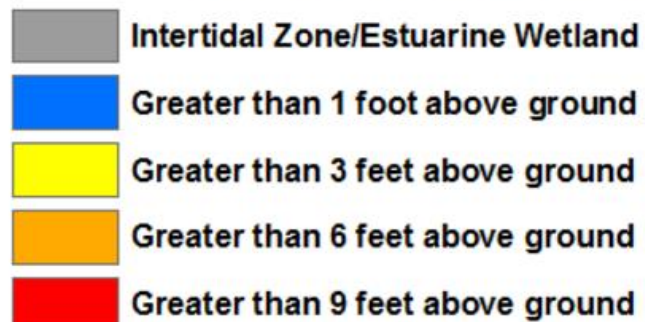 Intertidal Zone/Estuarine Wetland
Greater than 1 foot above ground
Greater than 3 feet above ground
Greater than 6 feet above ground
Greater than 9 feet above ground